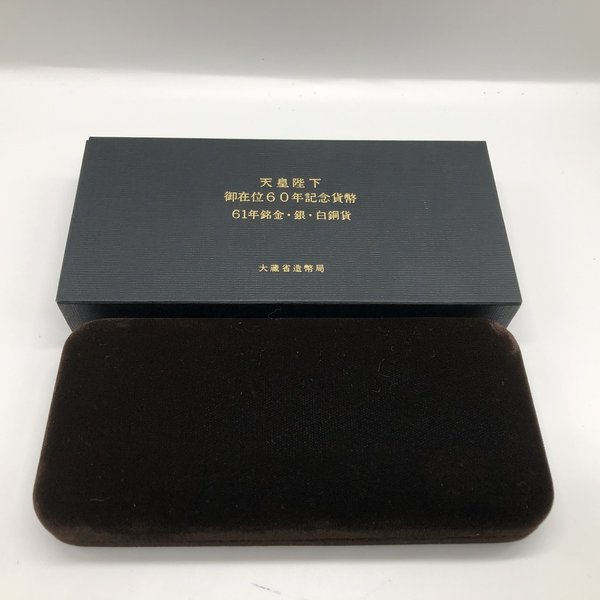 天皇陛下
御在位60年記念貨幣
61年銘金・銀・白銅貨
大蔵省造幣局